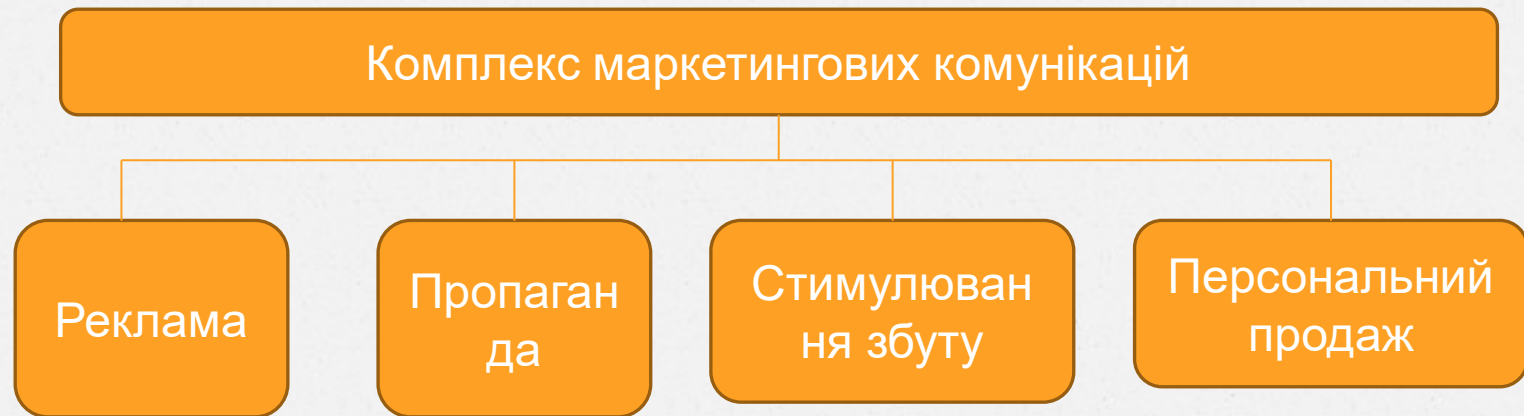 Комплекс маркетингових комунікацій
Реклама
Пропаган
да
Стимулюван
ня збуту
Персональний
продаж